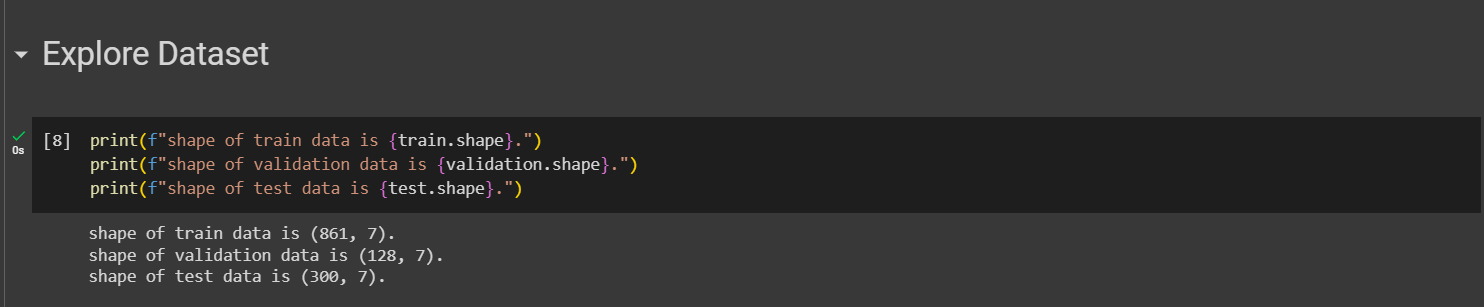 Explore Dataset
[8] print(f"shape of train data is {train.shape}.")
0s print(f"shape of validation data is {validation.shape}.")
print(f"shape of test data is {test.shape}.")
shape of train data is (861, 7).
shape of validation data is (128, 7).
shape of test data is (300, 7).